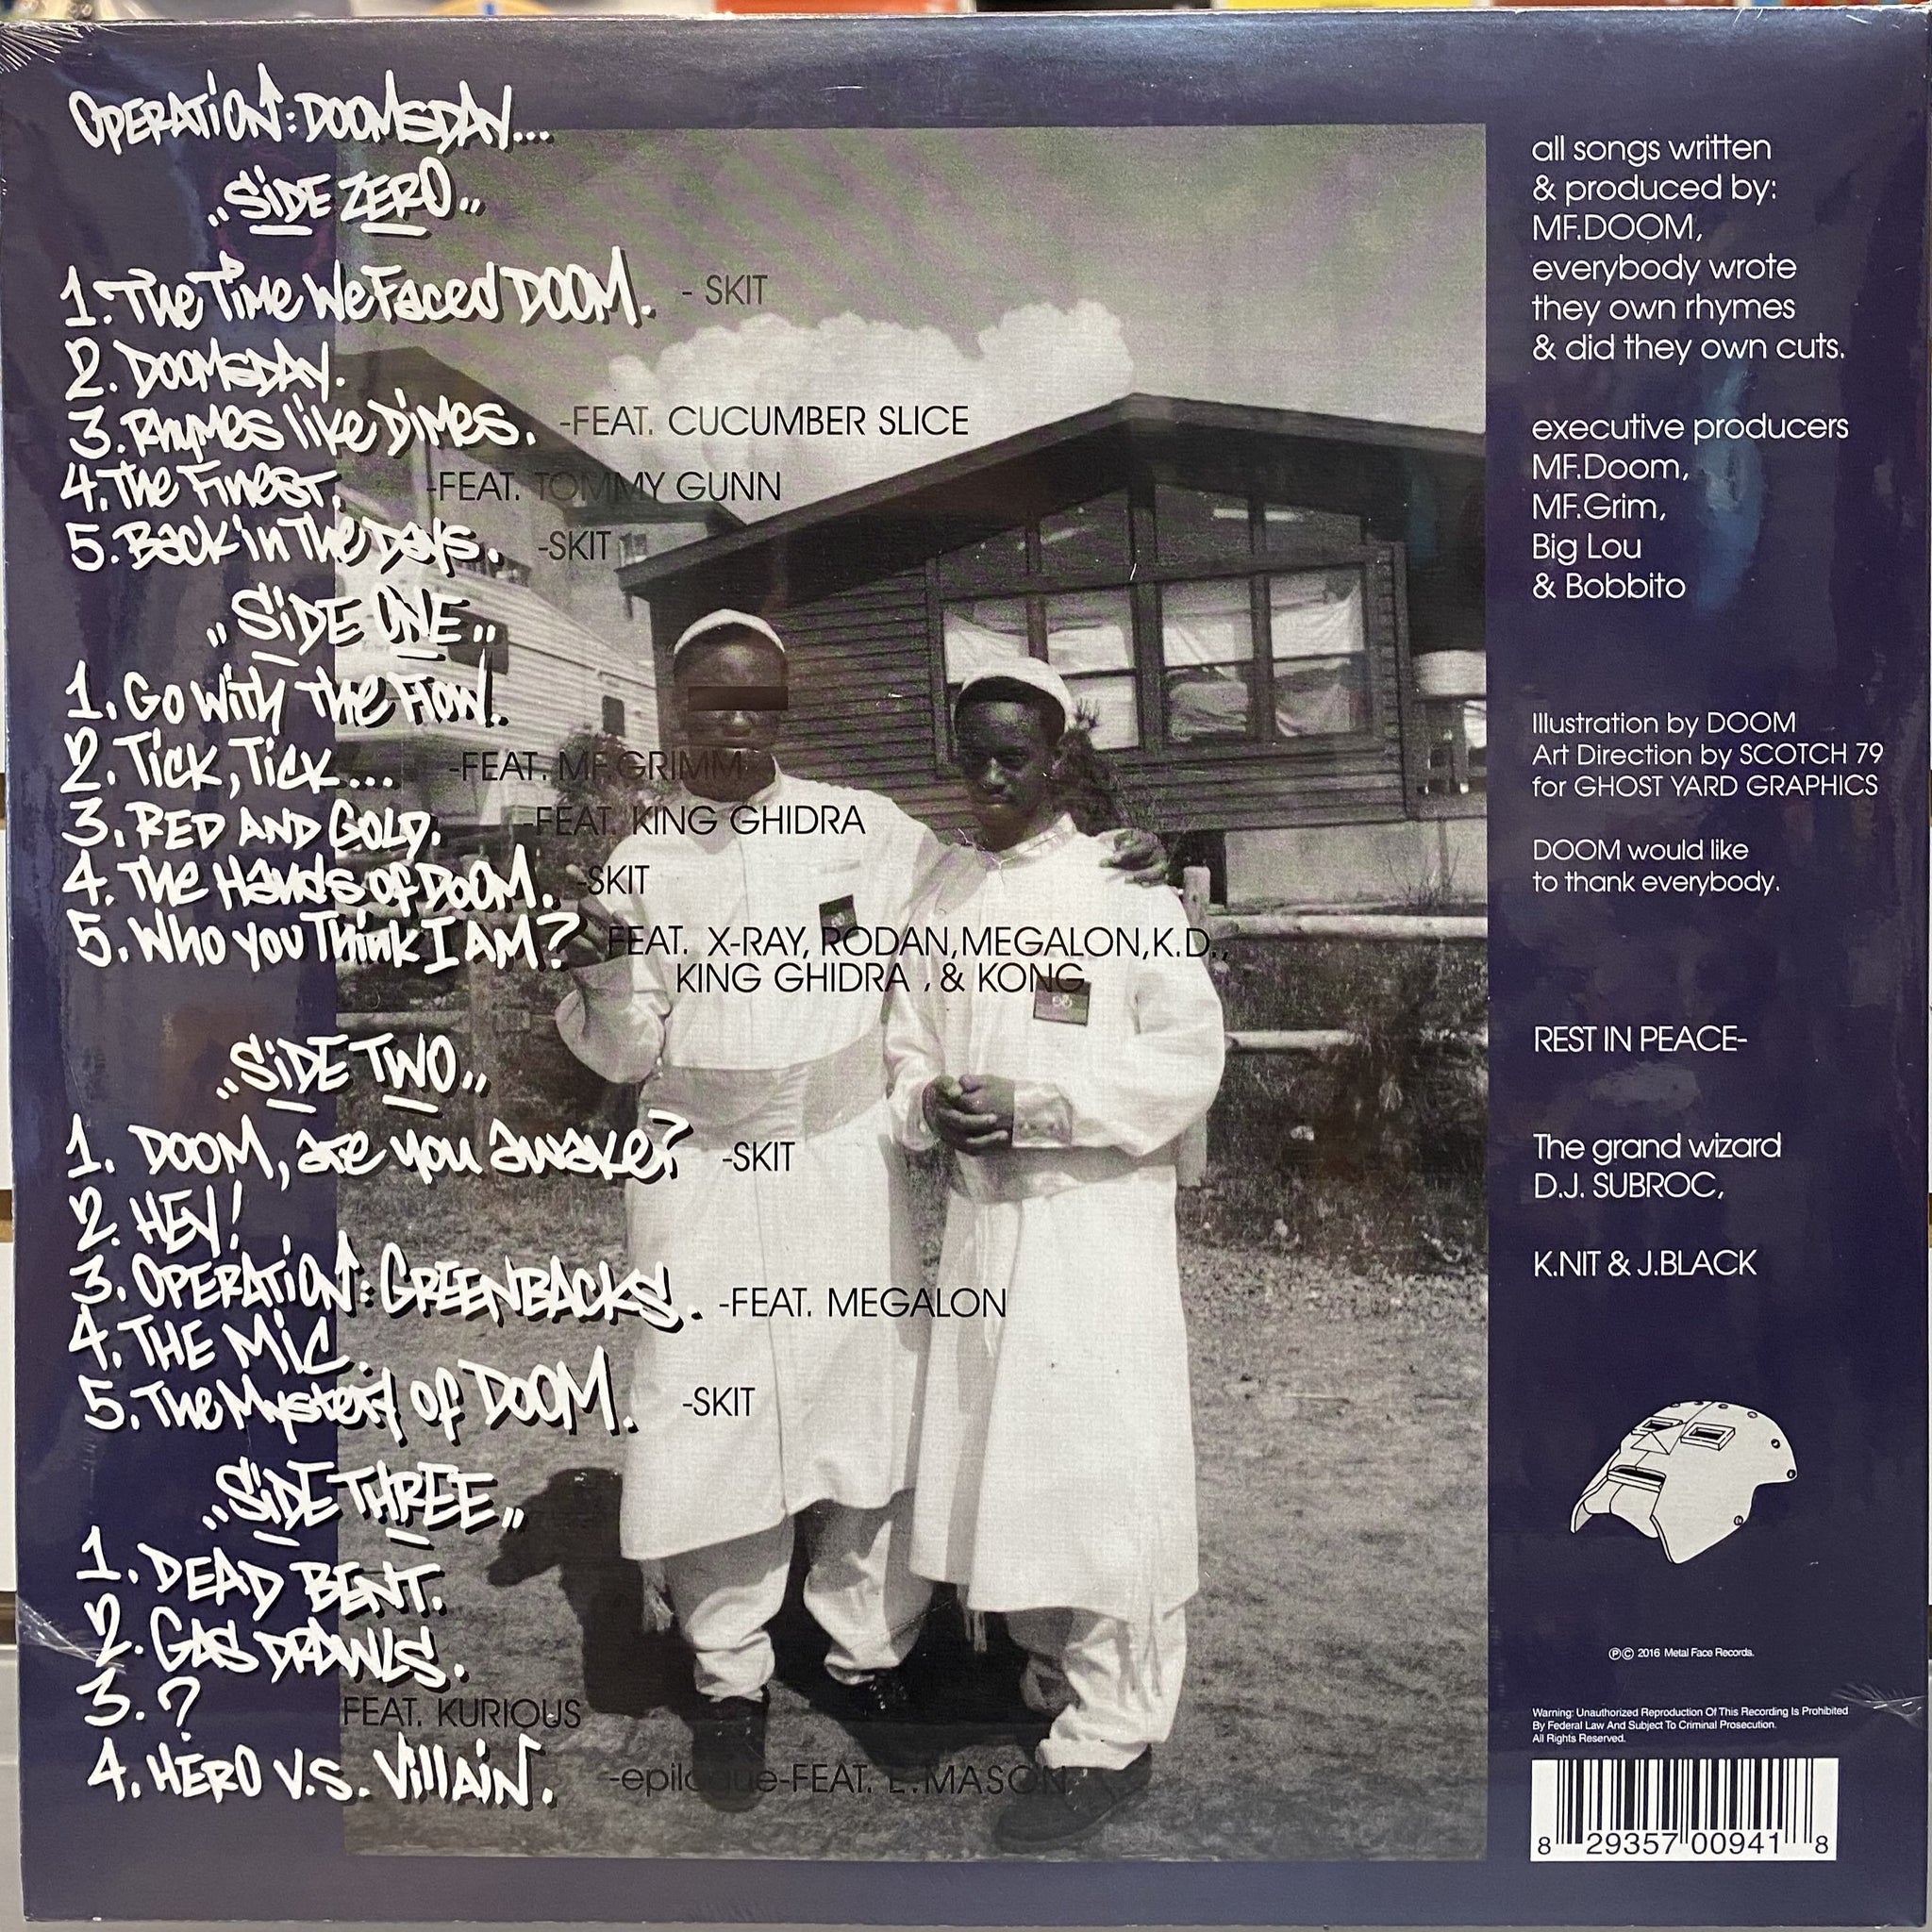 OPERATION: DOOMSDAY...
,,SIDE ZERO,,
1. The Time We Faced DOOM. - SKIT
2. DOOMSDAY.
3. Rhymes like Dimes. -FEAT. CUCUMBER SLICE
4. The Finest. -FEAT. TOMMY GUNN
5. Back in The Days. -SKIT
,,SIDE ONE,,
1. Go With The Flow.
2. Tick, Tick.... -FEAT. MF.GRIMM
3. RED AND GOLD. -FEAT. KING GHIDRA
4. The Hands of DOOM. -SKIT
5. Who you Think I AM? FEAT. X-RAY, RODAN,MEGALON,K.D.,
KING GHIDRA , & KONG
,,SIDE TWO,,
1. DOOM, are you awake? -SKIT
2. HEY!
3. OPERATION: GREENBACKS. -FEAT. MEGALON
4. THE MIC.
5. The Mystery of DOOM. -SKIT
,,SIDE THREE,,
1. DEAD BENT.
2. GAS DRAWLS.
3. ?
FEAT. KURIOUS
4. HERO V.S. VillAiN. -epilogue-FEAT. E.MASON
all songs written
& produced by:
MF.DOOM,
everybody wrote
they own rhymes
& did they own cuts.
executive producers
MF.Doom,
MF.Grim,
Big Lou
& Bobbito
Illustration by DOOM
Art Direction by SCOTCH 79
for GHOST YARD GRAPHICS
DOOM would like
to thank everybody.
REST IN PEACE-
The grand wizard
D.J. SUBROC,
K.NIT & J.BLACK
℗© 2016 Metal Face Records.
Warning: Unauthorized Reproduction Of This Recording Is Prohibited
By Federal Law And Subject To Criminal Prosecution.
All Rights Reserved.
8 29357 00941 8